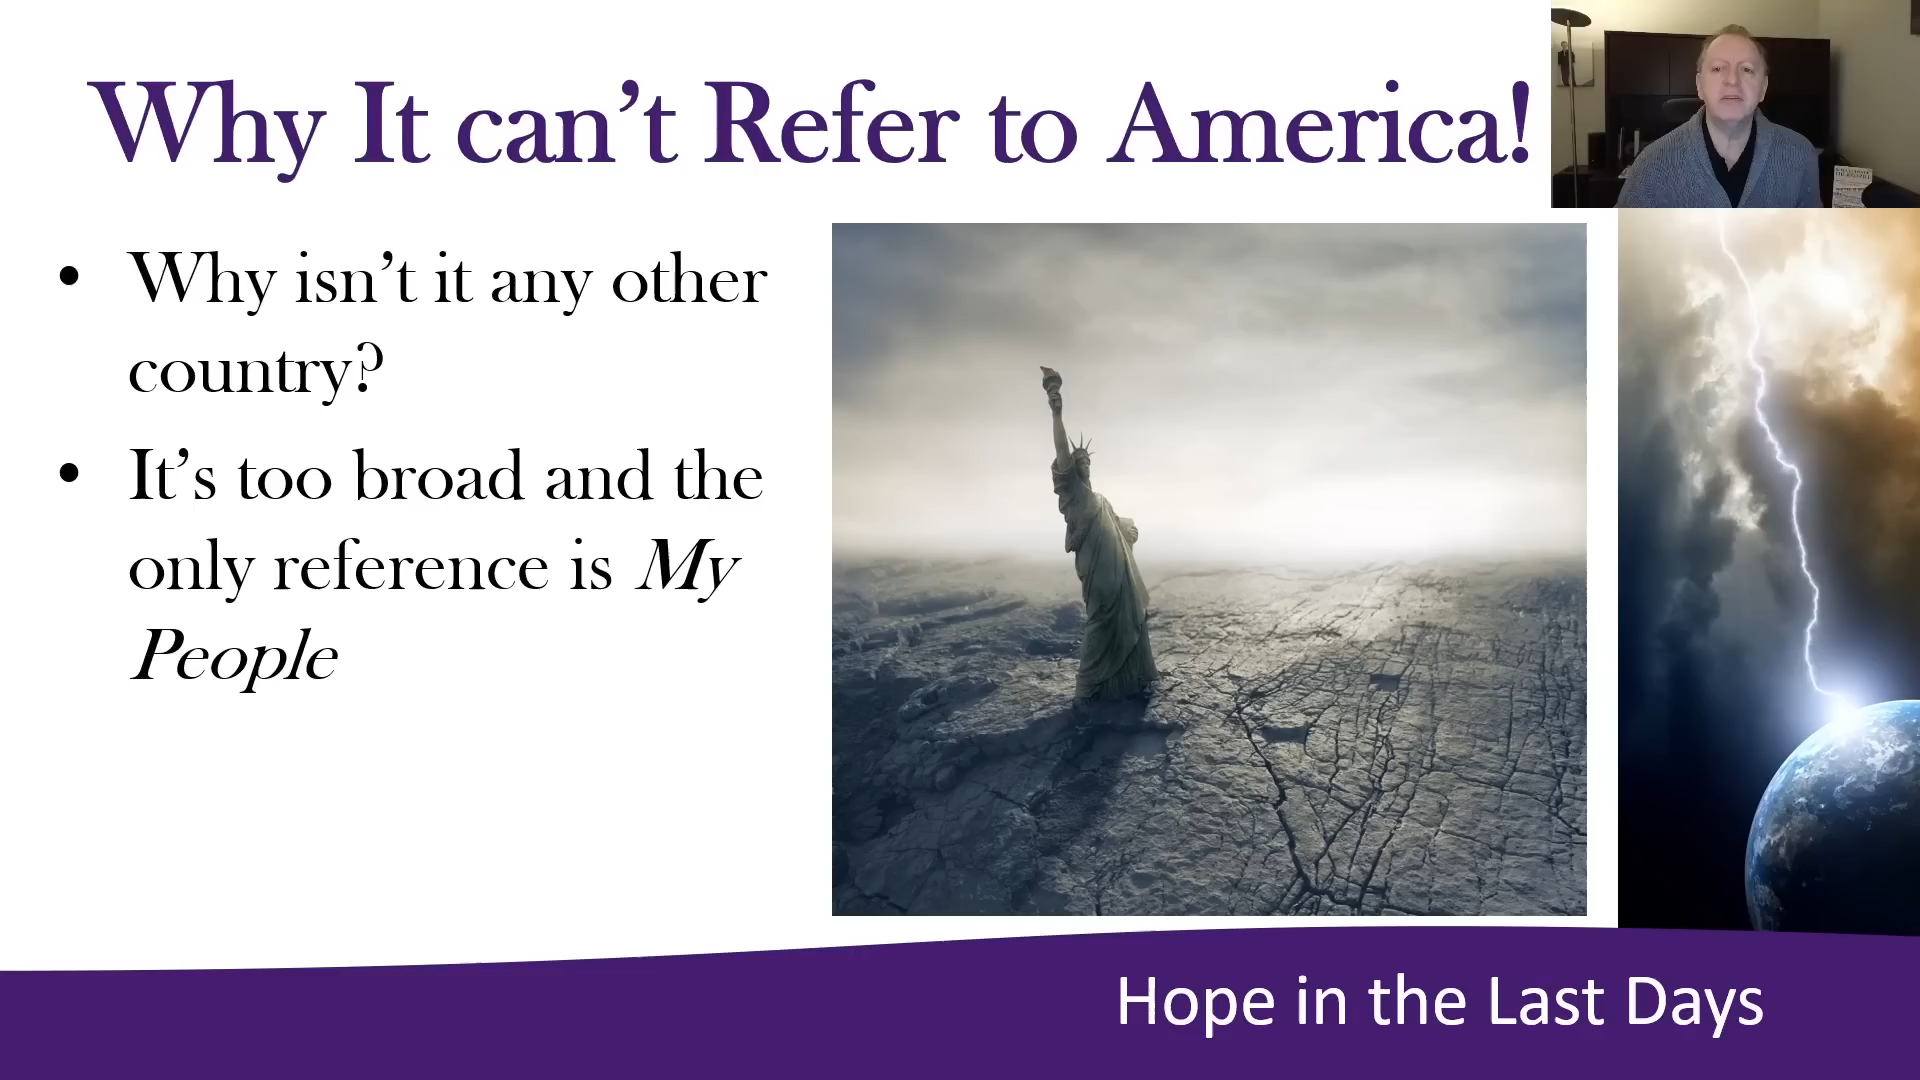 Why It can’t Refer to America!
• Why isn’t it any other
country?
• It’s too broad and the
only reference is My
People
Hope in the Last Days